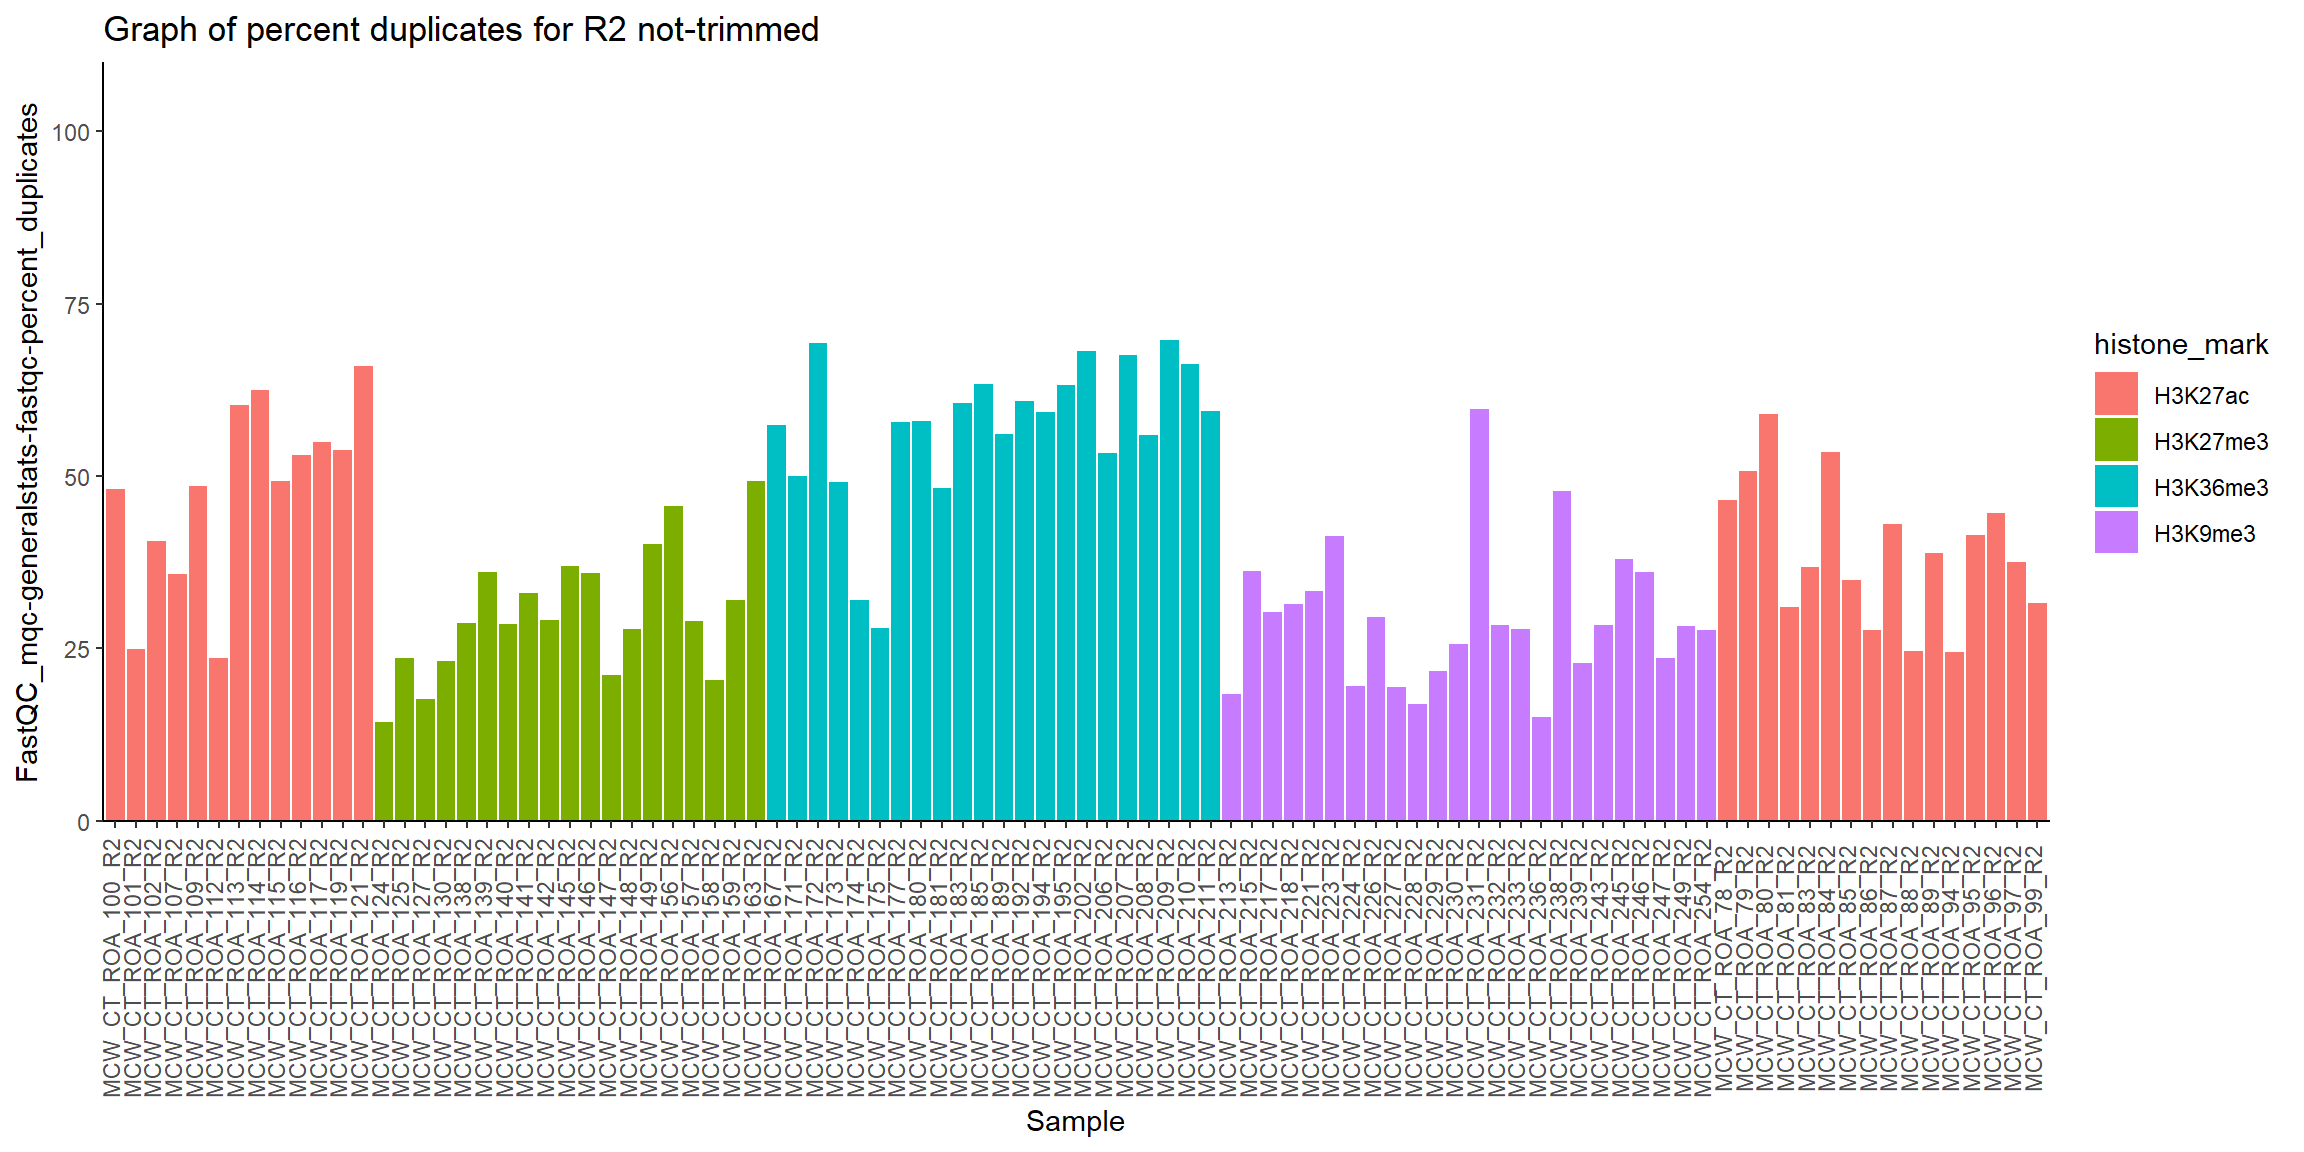 Graph of percent duplicates for R2 not-trimmed
FastQC_mqc-generalstats-fastqc-percent_duplicates
100
75
50
25
0
MCW_CT_ROA_100_R2
MCW_CT_ROA_101_R2
MCW_CT_ROA_102_R2
MCW_CT_ROA_107_R2
MCW_CT_ROA_109_R2
MCW_CT_ROA_112_R2
MCW_CT_ROA_113_R2
MCW_CT_ROA_114_R2
MCW_CT_ROA_115_R2
MCW_CT_ROA_116_R2
MCW_CT_ROA_117_R2
MCW_CT_ROA_119_R2
MCW_CT_ROA_121_R2
MCW_CT_ROA_124_R2
MCW_CT_ROA_125_R2
MCW_CT_ROA_127_R2
MCW_CT_ROA_130_R2
MCW_CT_ROA_138_R2
MCW_CT_ROA_139_R2
MCW_CT_ROA_140_R2
MCW_CT_ROA_141_R2
MCW_CT_ROA_142_R2
MCW_CT_ROA_145_R2
MCW_CT_ROA_146_R2
MCW_CT_ROA_147_R2
MCW_CT_ROA_148_R2
MCW_CT_ROA_149_R2
MCW_CT_ROA_156_R2
MCW_CT_ROA_157_R2
MCW_CT_ROA_158_R2
MCW_CT_ROA_159_R2
MCW_CT_ROA_163_R2
MCW_CT_ROA_167_R2
MCW_CT_ROA_171_R2
MCW_CT_ROA_172_R2
MCW_CT_ROA_173_R2
MCW_CT_ROA_174_R2
MCW_CT_ROA_175_R2
MCW_CT_ROA_177_R2
MCW_CT_ROA_180_R2
MCW_CT_ROA_181_R2
MCW_CT_ROA_183_R2
MCW_CT_ROA_185_R2
MCW_CT_ROA_189_R2
MCW_CT_ROA_192_R2
MCW_CT_ROA_194_R2
MCW_CT_ROA_195_R2
MCW_CT_ROA_202_R2
MCW_CT_ROA_206_R2
MCW_CT_ROA_207_R2
MCW_CT_ROA_208_R2
MCW_CT_ROA_209_R2
MCW_CT_ROA_210_R2
MCW_CT_ROA_211_R2
MCW_CT_ROA_213_R2
MCW_CT_ROA_215_R2
MCW_CT_ROA_217_R2
MCW_CT_ROA_218_R2
MCW_CT_ROA_221_R2
MCW_CT_ROA_223_R2
MCW_CT_ROA_224_R2
MCW_CT_ROA_226_R2
MCW_CT_ROA_227_R2
MCW_CT_ROA_228_R2
MCW_CT_ROA_229_R2
MCW_CT_ROA_230_R2
MCW_CT_ROA_231_R2
MCW_CT_ROA_232_R2
MCW_CT_ROA_233_R2
MCW_CT_ROA_236_R2
MCW_CT_ROA_238_R2
MCW_CT_ROA_239_R2
MCW_CT_ROA_243_R2
MCW_CT_ROA_245_R2
MCW_CT_ROA_246_R2
MCW_CT_ROA_247_R2
MCW_CT_ROA_249_R2
MCW_CT_ROA_254_R2
MCW_CT_ROA_78_R2
MCW_CT_ROA_79_R2
MCW_CT_ROA_80_R2
MCW_CT_ROA_81_R2
MCW_CT_ROA_83_R2
MCW_CT_ROA_84_R2
MCW_CT_ROA_85_R2
MCW_CT_ROA_86_R2
MCW_CT_ROA_87_R2
MCW_CT_ROA_88_R2
MCW_CT_ROA_89_R2
MCW_CT_ROA_94_R2
MCW_CT_ROA_95_R2
MCW_CT_ROA_96_R2
MCW_CT_ROA_97_R2
MCW_CT_ROA_99_R2
Sample
histone_mark
H3K27ac
H3K27me3
H3K36me3
H3K9me3